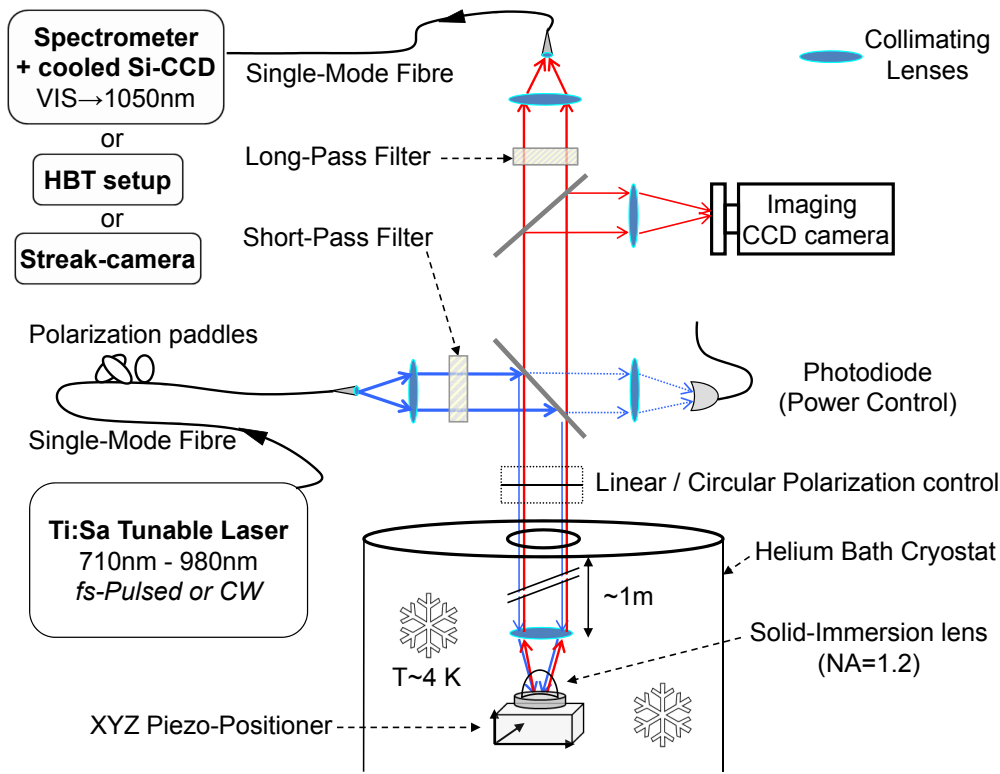 Spectrometer
+ cooled Si-CCD
VIS→1050nm
or
HBT setup
or
Streak-camera
Single-Mode Fibre
Collimating
Lenses
Long-Pass Filter
Imaging
CCD camera
Short-Pass Filter
Polarization paddles
Photodiode
(Power Control)
Single-Mode Fibre
Linear / Circular Polarization control
Ti:Sa Tunable Laser
710nm - 980nm
fs-Pulsed or CW
Helium Bath Cryostat
~1m
Solid-Immersion lens
(NA=1.2)
T~4 K
XYZ Piezo-Positioner